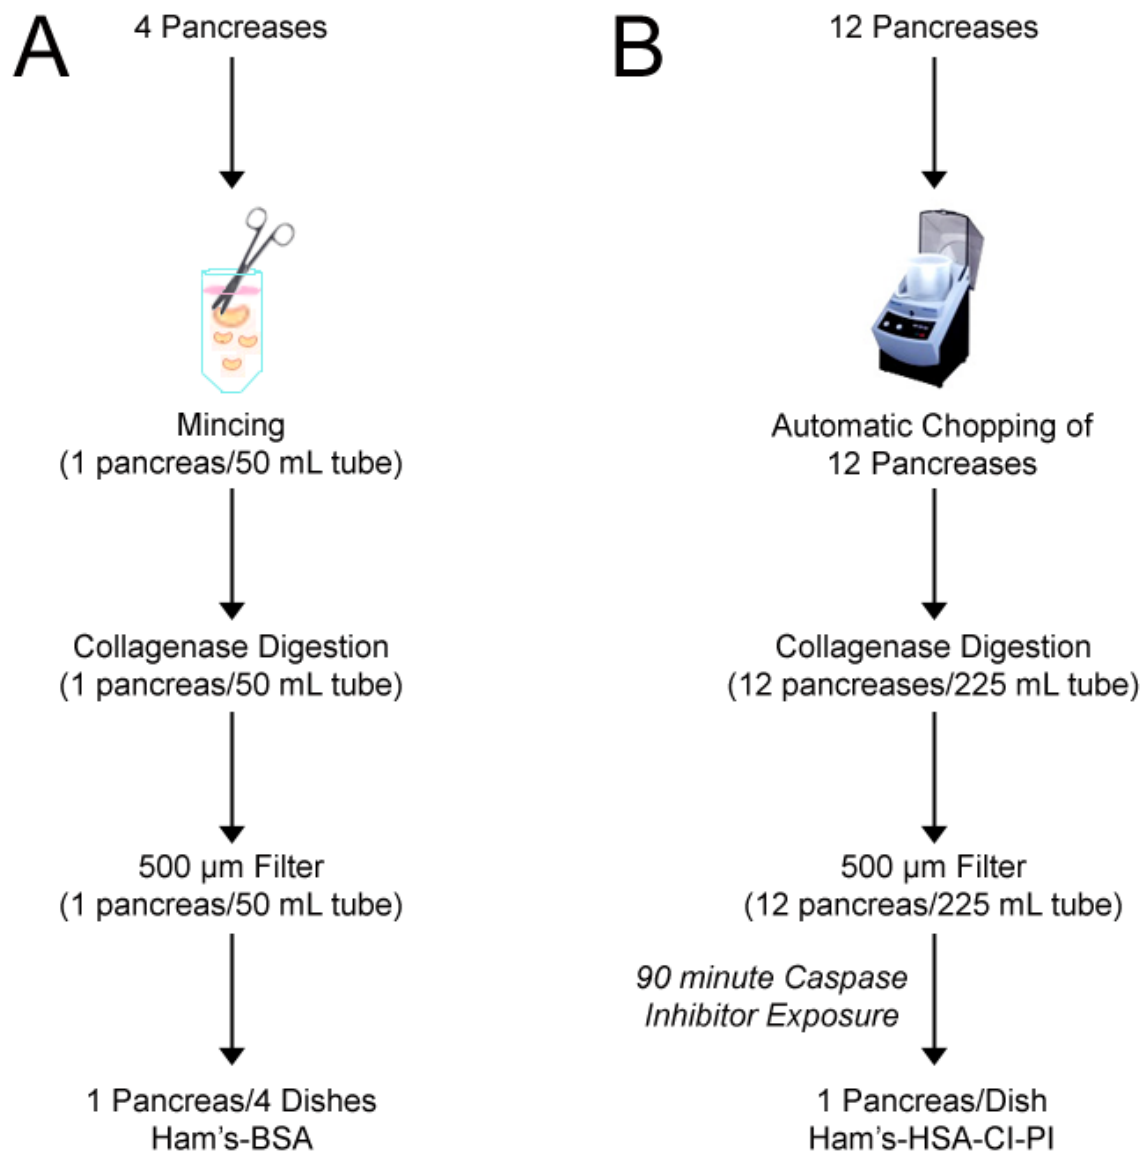 A
4 Pancreases
Mincing
(1 pancreas/50 mL tube)
Collagenase Digestion
(1 pancreas/50 mL tube)
500 µm Filter
(1 pancreas/50 mL tube)
1 Pancreas/4 Dishes
Ham's-BSA
B
12 Pancreases
Automatic Chopping of
12 Pancreases
Collagenase Digestion
(12 pancreases/225 mL tube)
500 µm Filter
(12 pancreas/225 mL tube)
90 minute Caspase
Inhibitor Exposure
1 Pancreas/Dish
Ham's-HSA-CI-PI